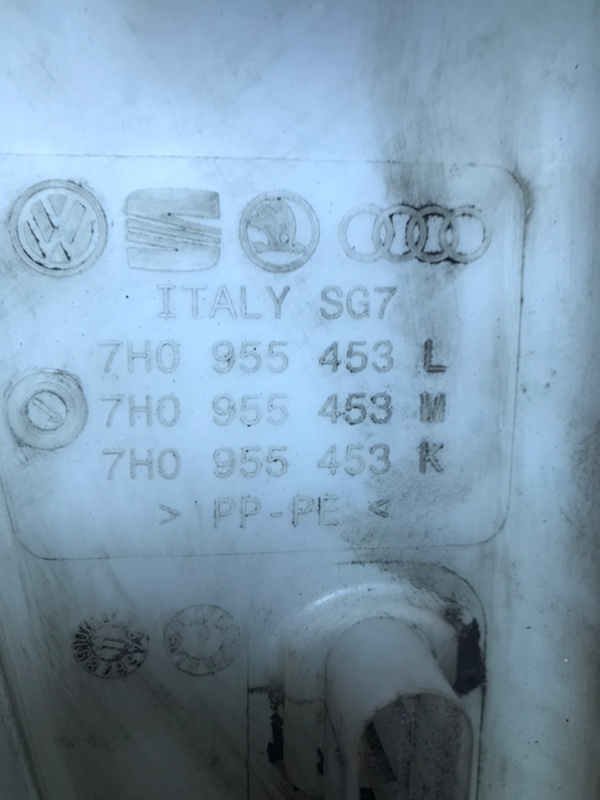 ITALY SG7
7H0 955 453 L
7H0 955 453 M
7H0 955 453 K
> PP-PE <